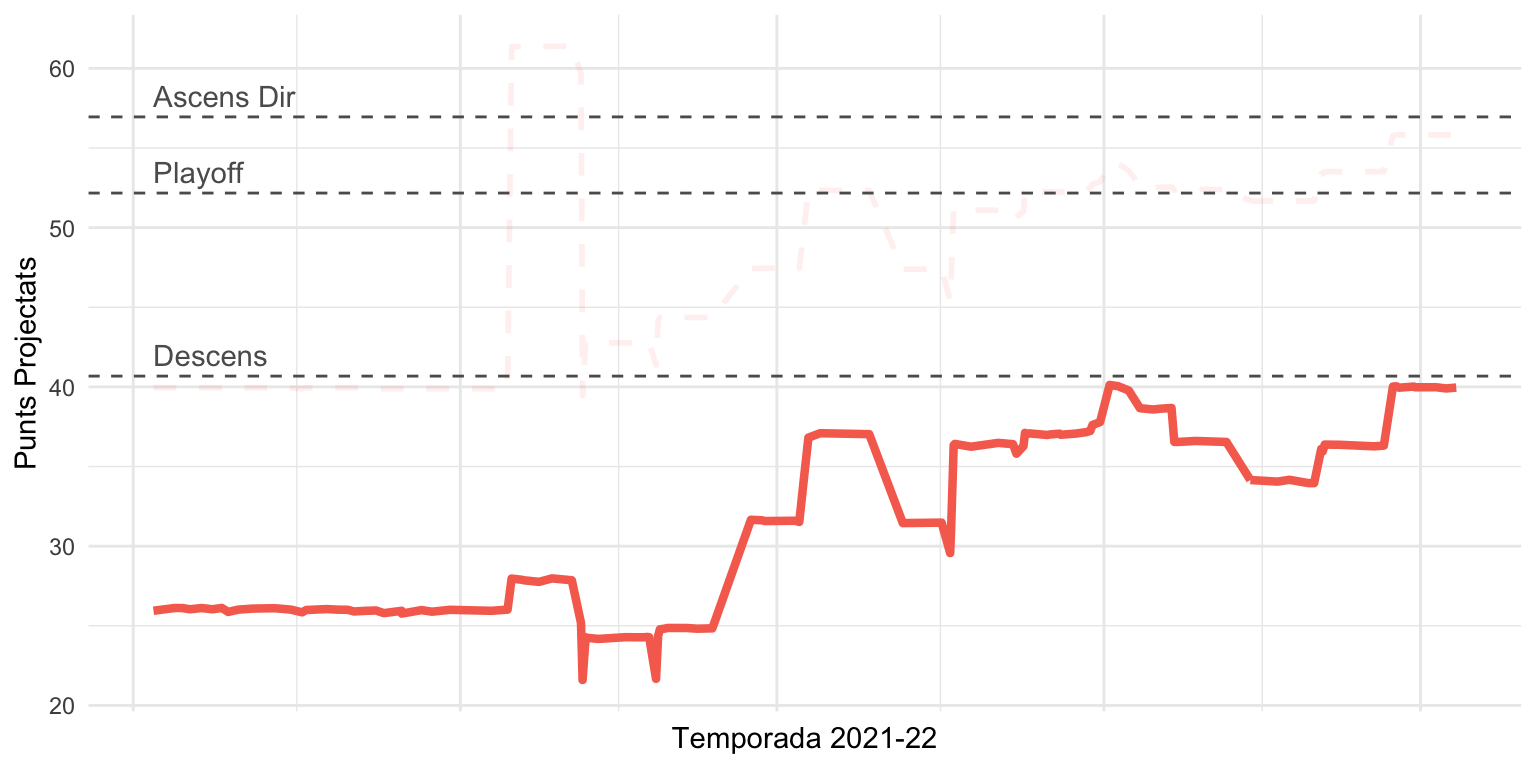 60
Ascens Dir
Playoff
50
Descens
40
30
20
Punts Projectats
Temporada 2021-22